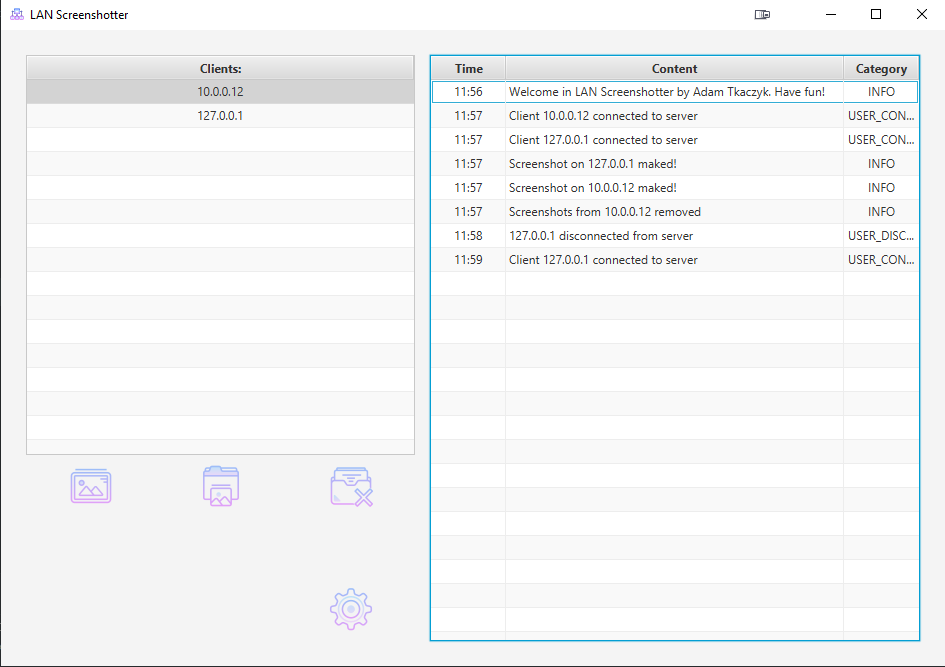 LAN Screenshotter
Clients:
10.0.0.12
127.0.0.1
Time Content Category
11:56 Welcome in LAN Screenshotter by Adam Tkaczyk. Have fun! INFO
11:57 Client 10.0.0.12 connected to server USER_CON...
11:57 Client 127.0.0.1 connected to server USER_CON...
11:57 Screenshot on 127.0.0.1 maked! INFO
11:57 Screenshot on 10.0.0.12 maked! INFO
11:57 Screenshots from 10.0.0.12 removed INFO
11:58 127.0.0.1 disconnected from server USER_DISC...
11:59 Client 127.0.0.1 connected to server USER_CON...